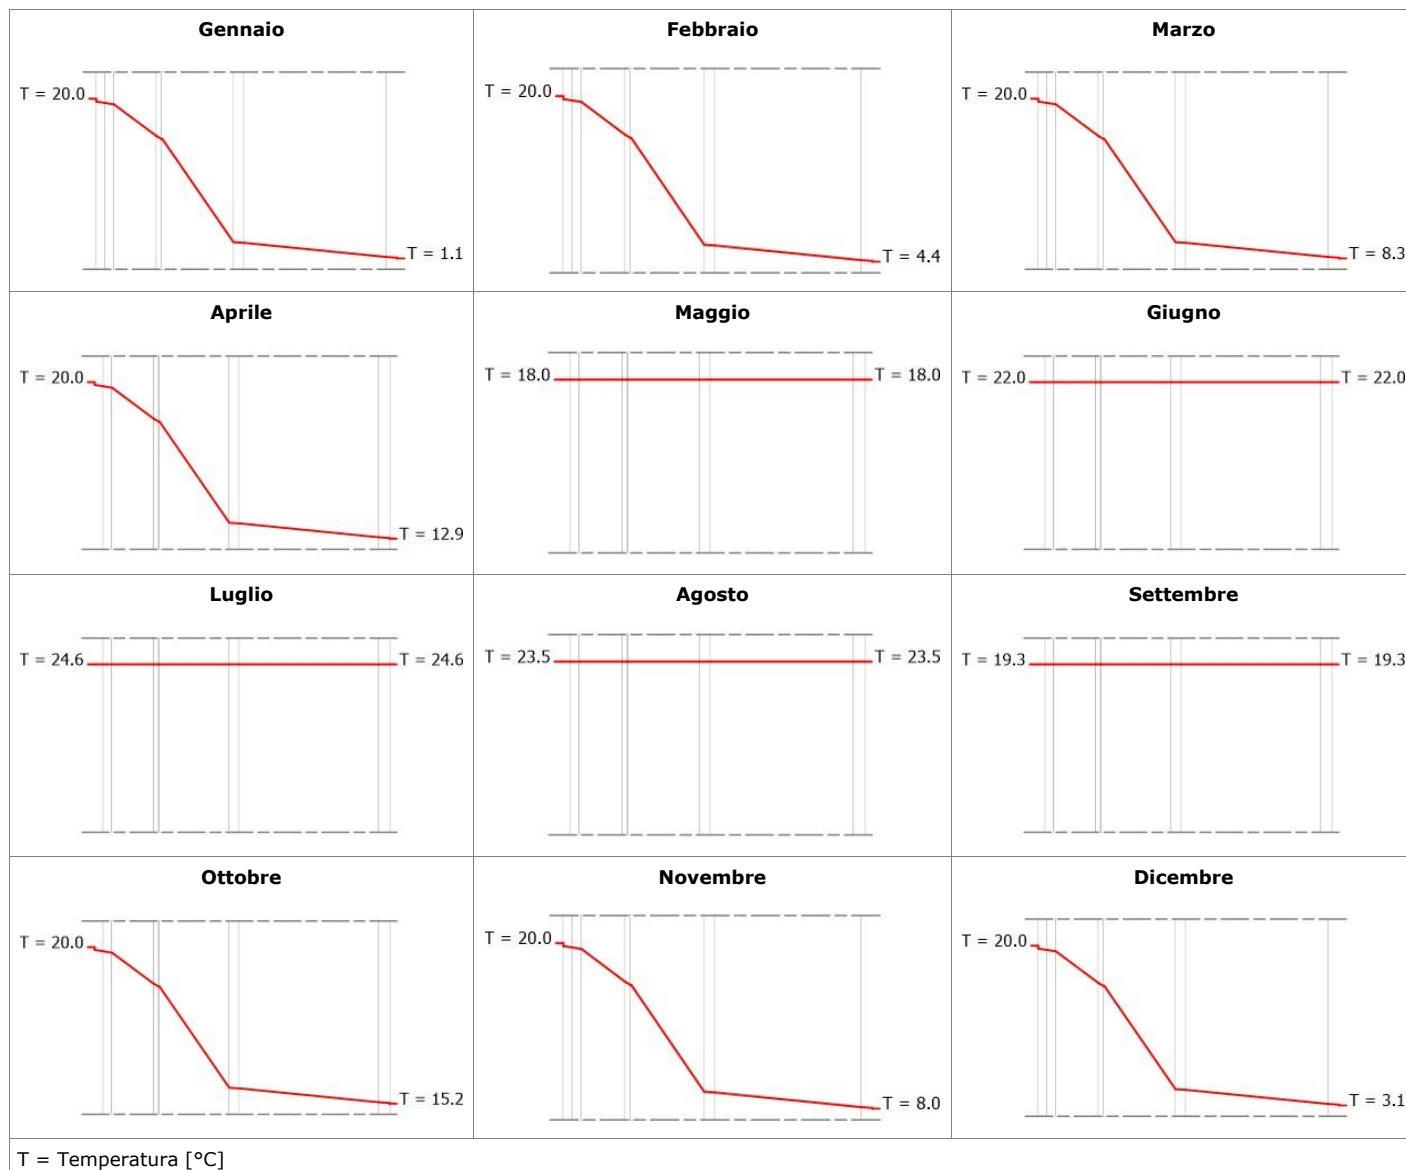 Gennaio
T = 20.0
T = 1.1
Febbraio
T = 20.0
T = 4.4
Marzo
T = 20.0
T = 8.3
Aprile
T = 20.0
T = 12.9
Maggio
T = 18.0
T = 18.0
Giugno
T = 22.0
T = 22.0
Luglio
T = 24.6
T = 24.6
Agosto
T = 23.5
T = 23.5
Settembre
T = 19.3
T = 19.3
Ottobre
T = 20.0
T = 15.2
Novembre
T = 20.0
T = 8.0
Dicembre
T = 20.0
T = 3.1
T = Temperatura [°C]